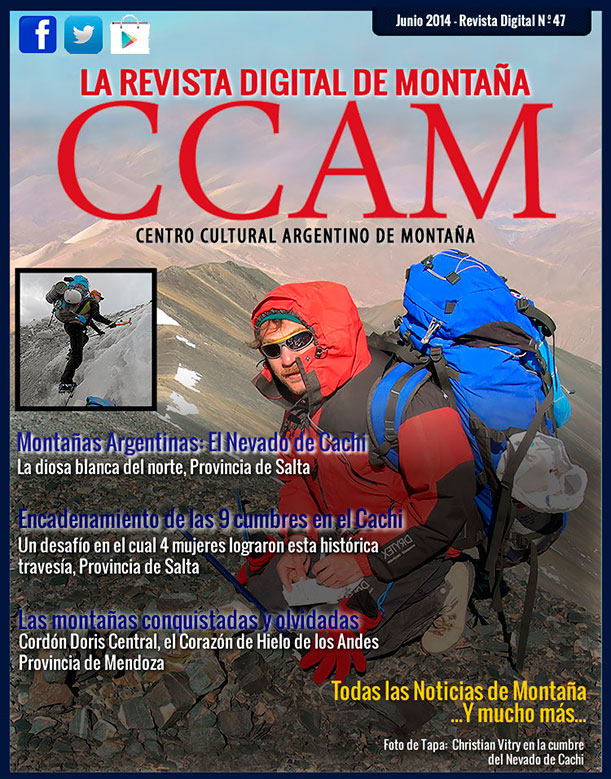 Junio 2014 - Revista Digital Nº 47
LA REVISTA DIGITAL DE MONTAÑA
CCAM
CENTRO CULTURAL ARGENTINO DE MONTAÑA
Montañas Argentinas: El Nevado de Cachi
La diosa blanca del norte, Provincia de Salta
Encadenamiento de las 9 cumbres en el Cachi
Un desafío en el cual 4 mujeres lograron esta histórica
travesía, Provincia de Salta
Las montañas conquistadas y olvidadas
Cordón Doris Central, el Corazón de Hielo de los Andes
Provincia de Mendoza
Todas las Noticias de Montaña
...Y mucho más...
Foto de Tapa: Christian Vitry en la cumbre
del Nevado de Cachi
DRYTEX